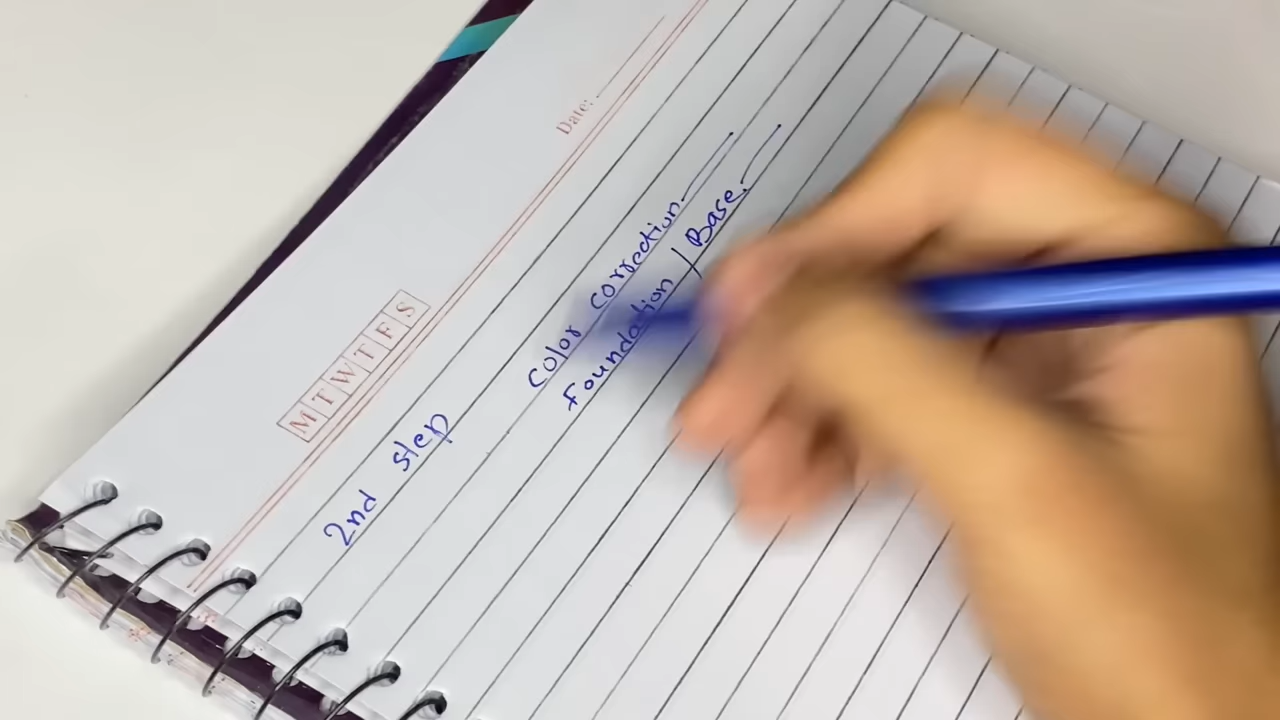 Date:
M T W T F S
2nd step
Color correction
Foundation / Base.